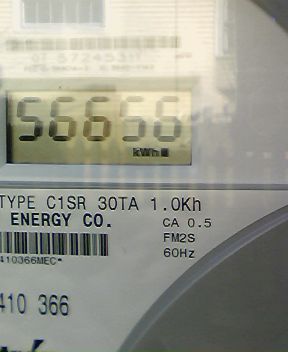 56656
kWh
TYPE C1SR 30TA 1.0Kh
ENERGY CO.
CA 0.5
FM2S
410366MEC*
60Hz
410 366